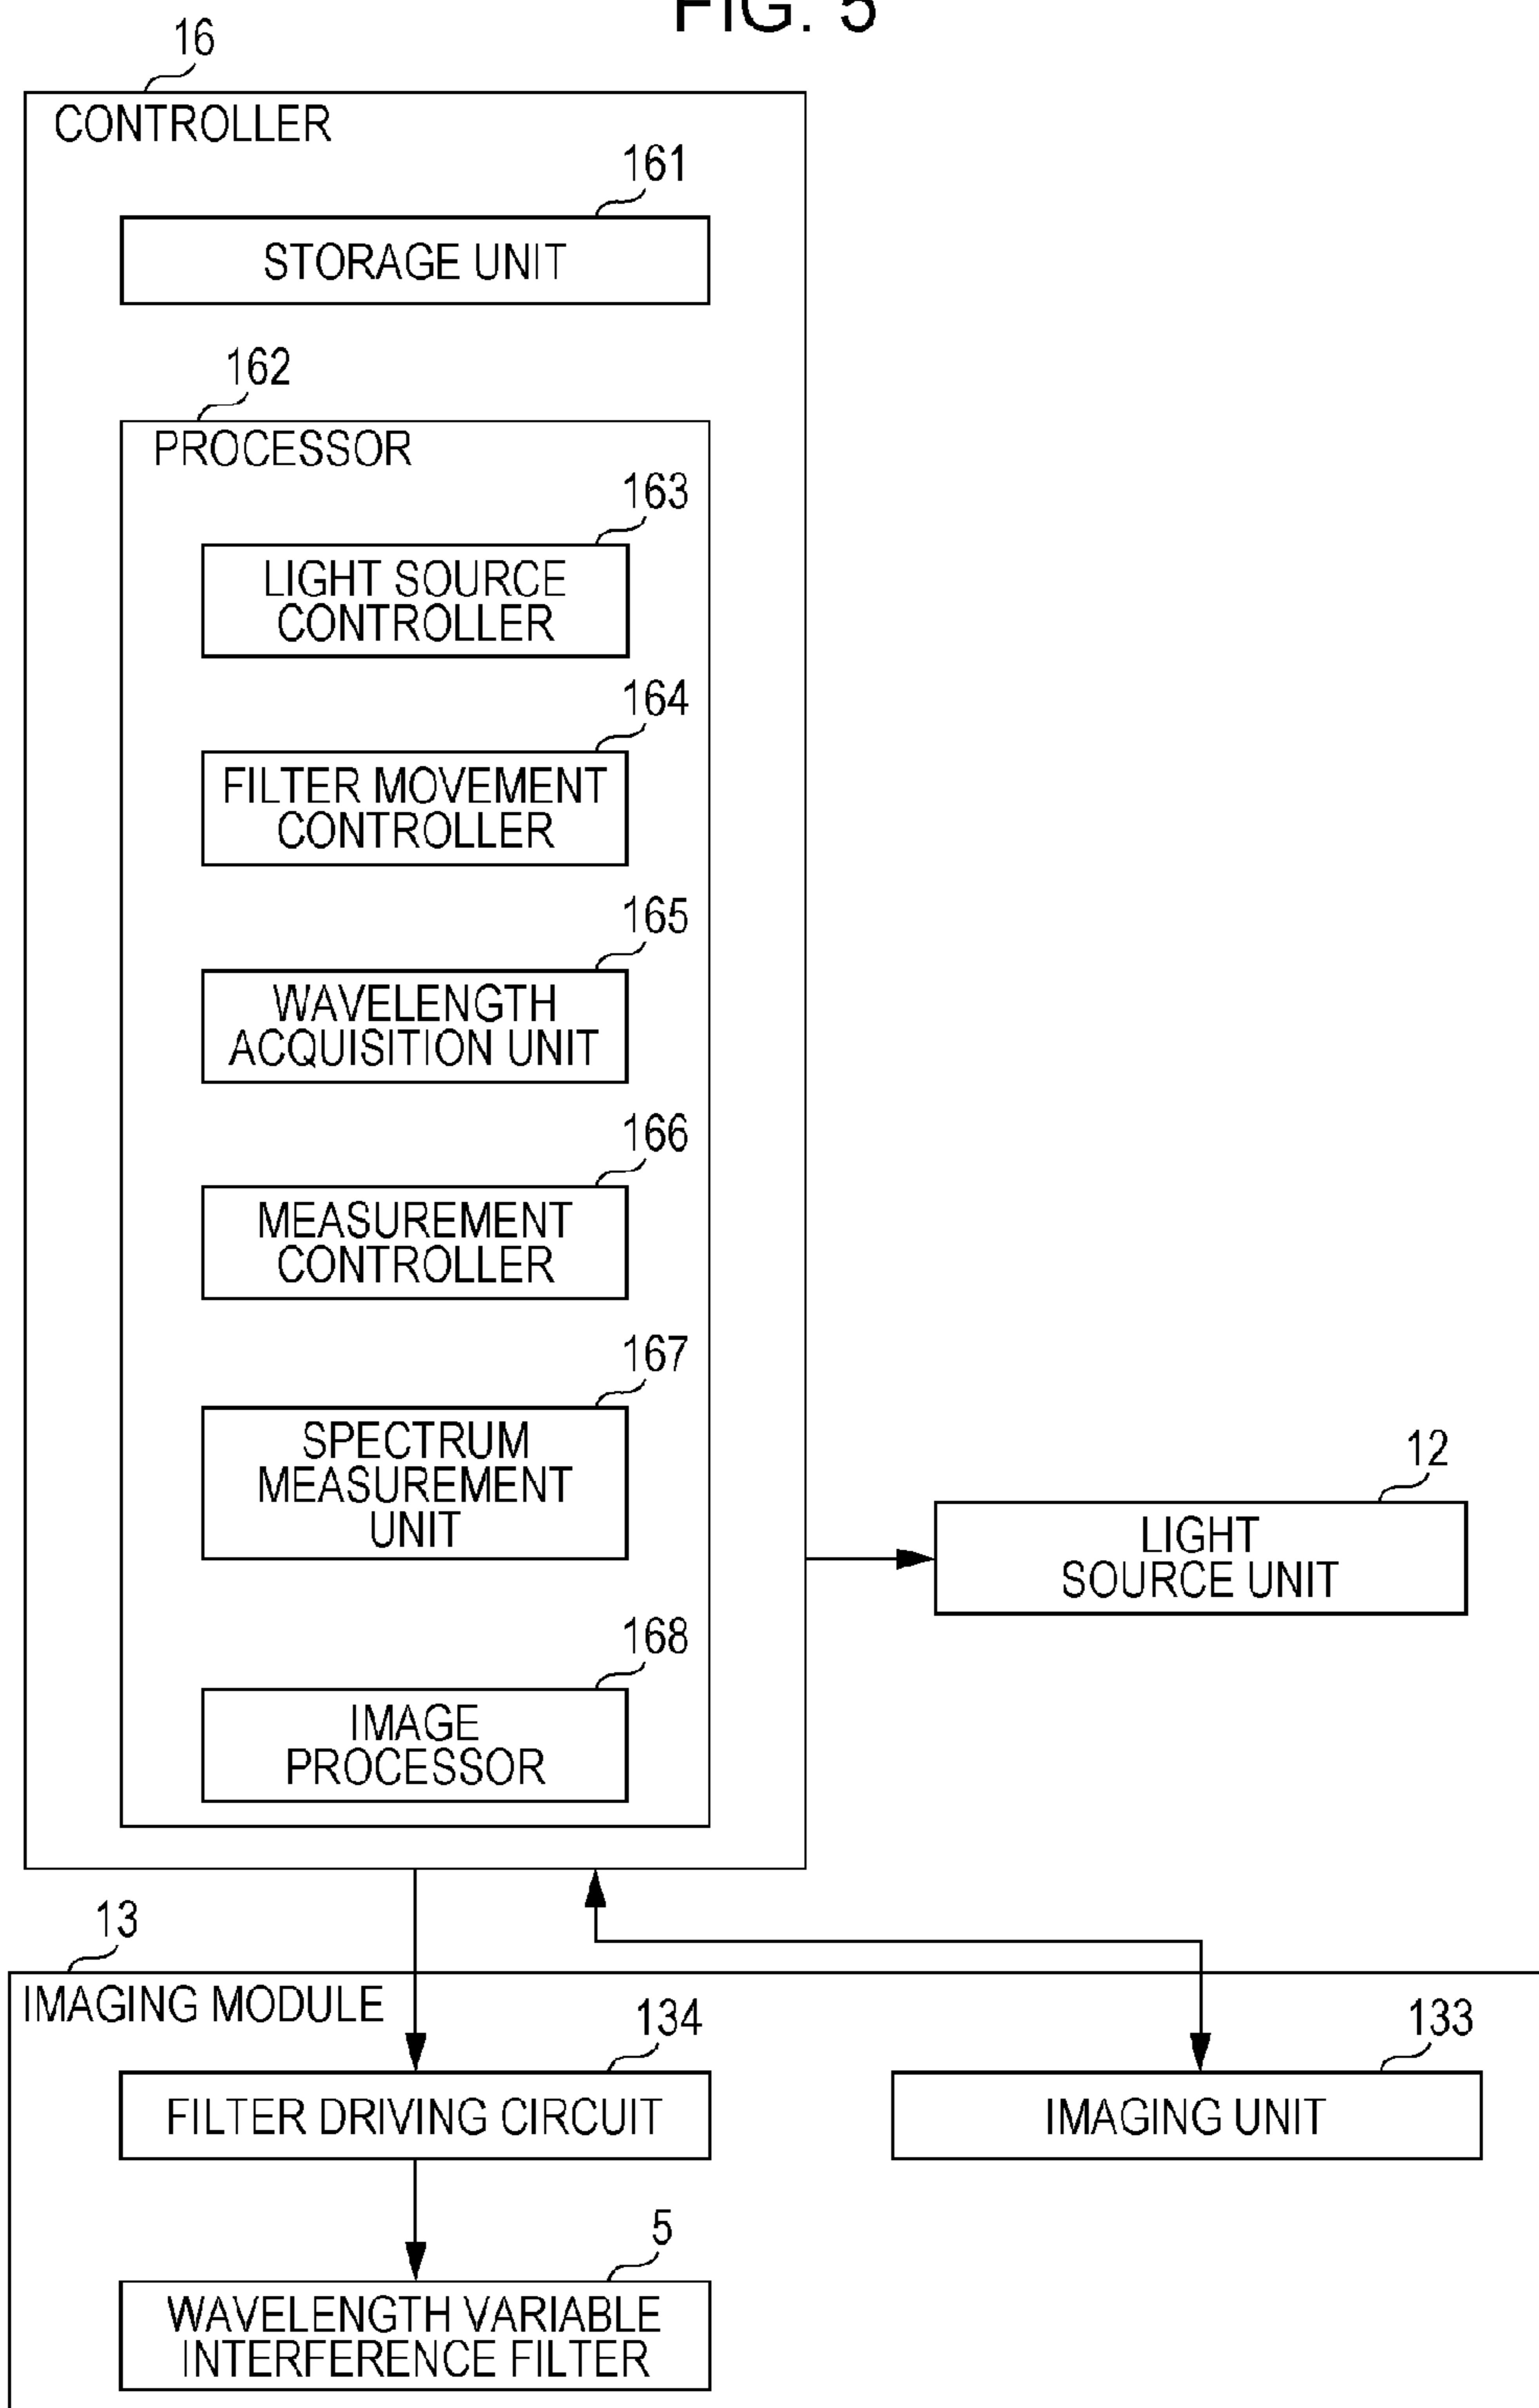 FIG. 5
16
CONTROLLER
161
STORAGE UNIT
162
PROCESSOR
163
LIGHT SOURCE
CONTROLLER
164
FILTER MOVEMENT
CONTROLLER
165
WAVELENGTH
ACQUISITION UNIT
166
MEASUREMENT
CONTROLLER
167
SPECTRUM
MEASUREMENT
UNIT
12
LIGHT
SOURCE UNIT
168
IMAGE
PROCESSOR
13
IMAGING MODULE
134
FILTER DRIVING CIRCUIT
133
IMAGING UNIT
5
WAVELENGTH VARIABLE
INTERFERENCE FILTER